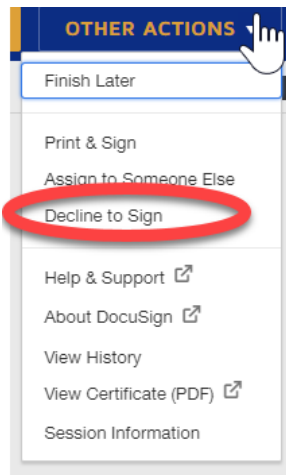 OTHER ACTIONS
Finish Later
Print & Sign
Assign to Someone Else
Decline to Sign
Help & Support
About DocuSign
View History
View Certificate (PDF)
Session Information